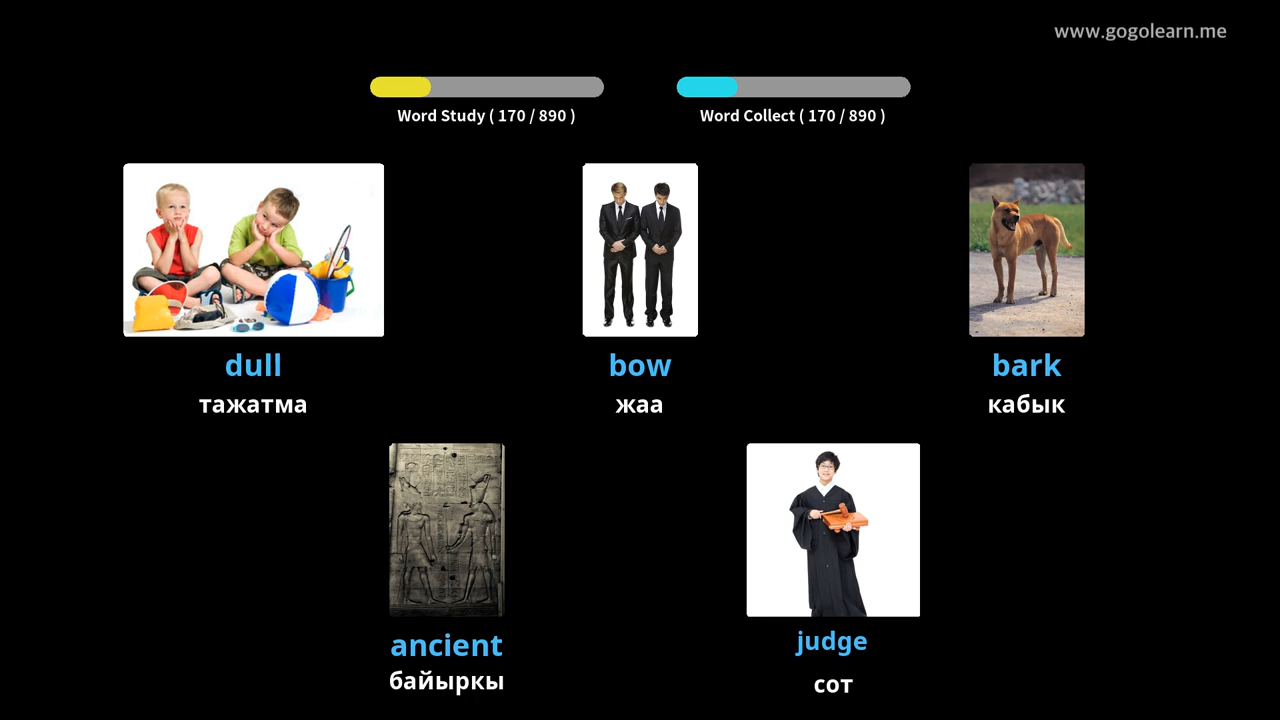 www.gogolearn.me
Word Study ( 170 / 890 )
Word Collect ( 170 / 890 )
dull
тажатма
bow
жаа
bark
кабык
ancient
байыркы
judge
сот